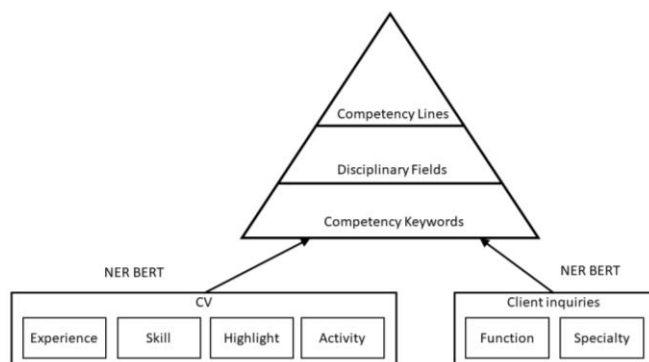 Competency Lines
Disciplinary Fields
Competency Keywords
NER BERT
NER BERT
CV
Client inquiries
Experience
Skill
Highlight
Activity
Function
Specialty